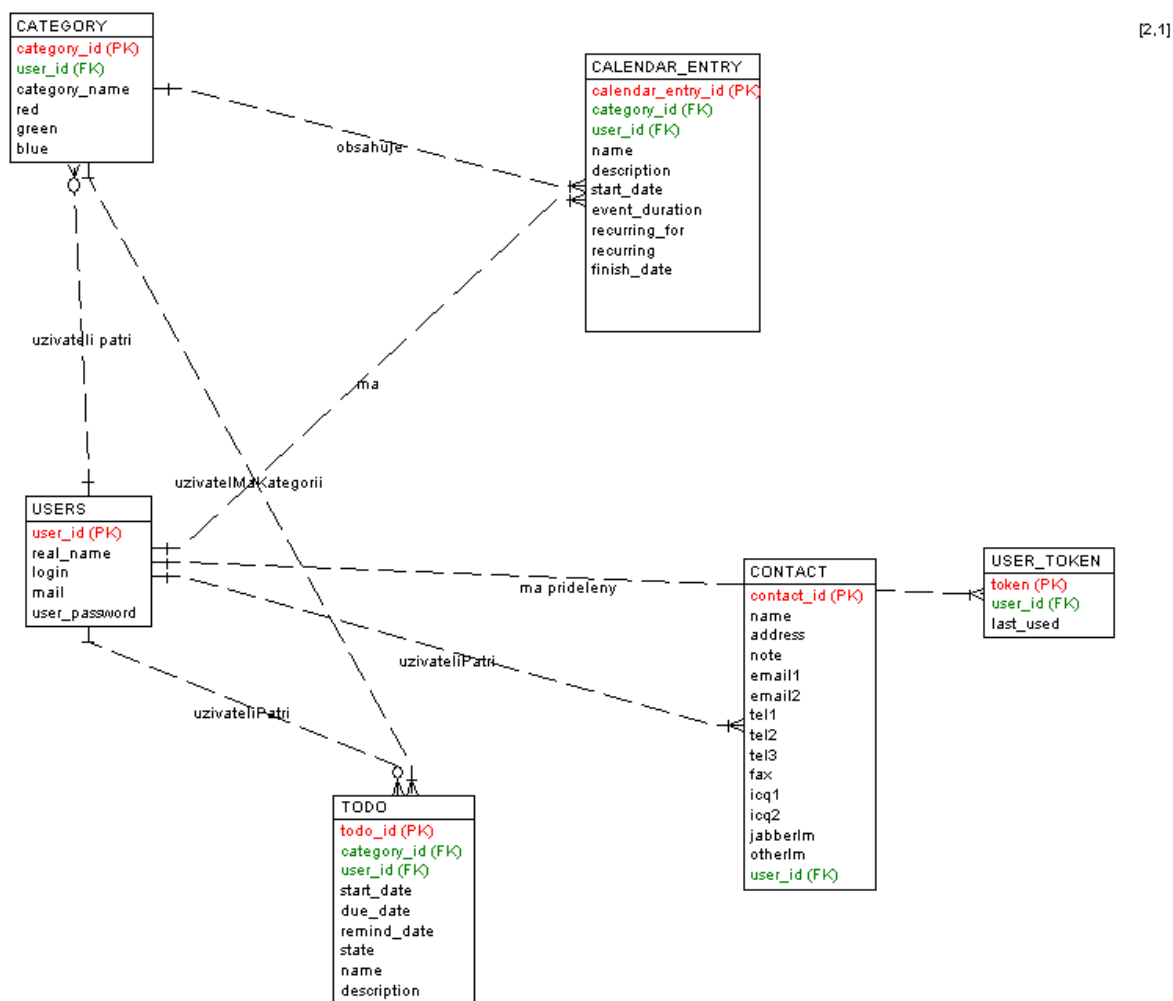 CATEGORY
category_id (PK)
user_id (FK)
category_name
red
green
blue
[2,1]
CALENDAR_ENTRY
calendar_entry_id (PK)
category_id (FK)
user_id (FK)
name
description
start_date
event_duration
recurring_for
recurring
finish_date
obsahuje
uzivateli patri
ma
uzivatelMaKategorii
USERS
user_id (PK)
real_name
login
mail
user_password
ma prideleny
uzivateliPatri
uzivateliPatri
CONTACT
contact_id (PK)
name
address
note
email1
email2
tel1
tel2
tel3
fax
icq1
icq2
jabberIm
otherIm
user_id (FK)
USER_TOKEN
token (PK)
user_id (FK)
last_used
TODO
todo_id (PK)
category_id (FK)
user_id (FK)
start_date
due_date
remind_date
state
name
description